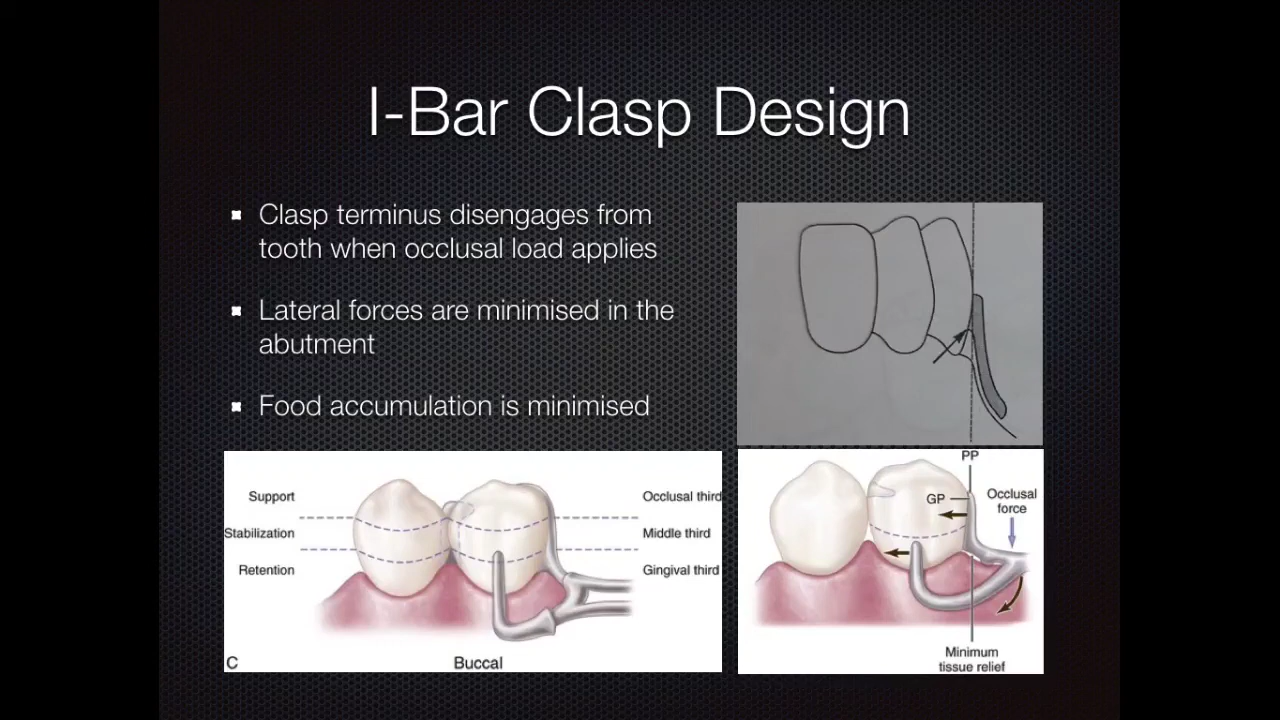 I-Bar Clasp Design
Clasp terminus disengages from
tooth when occlusal load applies
Lateral forces are minimised in the
abutment
Food accumulation is minimised
Support
Stabilization
Retention
Occlusal third
Middle third
Gingival third
C
Buccal
PP
GP
Occlusal
force
Minimum
tissue relief